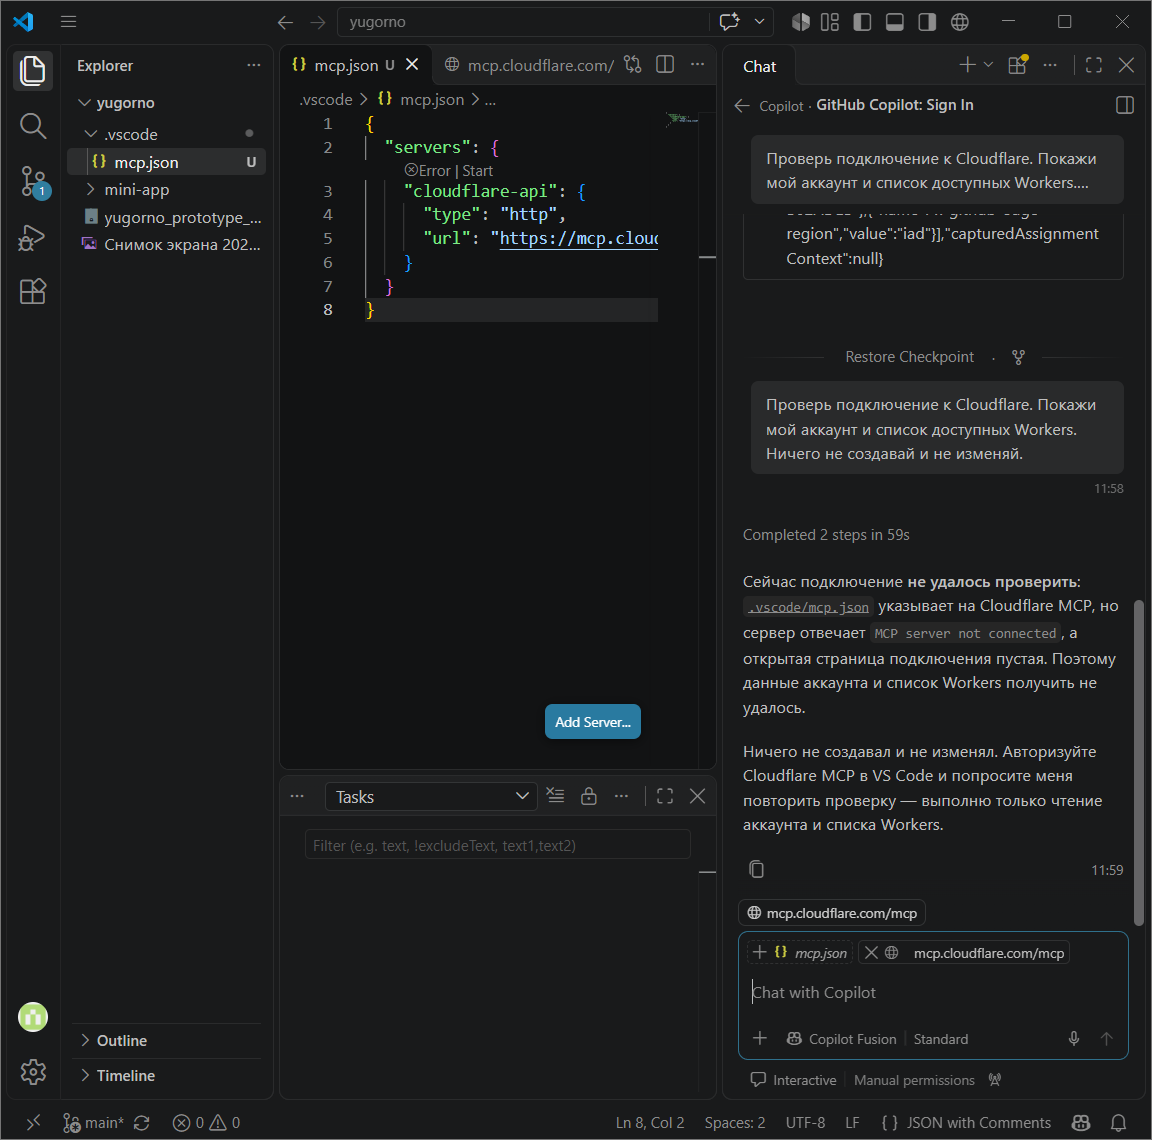 yugorno
Explorer
yugorno
.vscode
mcp.json U
mini-app
yugorno_prototype_...
Снимок экрана 202...
Outline
Timeline
1
mcp.json U
mcp.cloudflare.com/
.vscode > {} mcp.json > ...
1 {
2 "servers": {
Error | Start
3 "cloudflare-api": {
4 "type": "http",
5 "url": "https://mcp.cloud
6 }
7 }
8 }
Add Server...
Tasks
Filter (e.g. text, !excludeText, text1,text2)
Chat
Copilot · GitHub Copilot: Sign In
Проверь подключение к Cloudflare. Покажи
мой аккаунт и список доступных Workers....
region","value":"iad"}],"capturedAssignment
Context":null}
Restore Checkpoint ·
Проверь подключение к Cloudflare. Покажи
мой аккаунт и список доступных Workers.
Ничего не создавай и не изменяй.
11:58
Completed 2 steps in 59s
Сейчас подключение не удалось проверить:
.vscode/mcp.json указывает на Cloudflare MCP, но
сервер отвечает MCP server not connected, а
открытая страница подключения пустая. Поэтому
данные аккаунта и список Workers получить не
удалось.
Ничего не создавал и не изменял. Авторизуйте
Cloudflare MCP в VS Code и попросите меня
повторить проверку — выполню только чтение
аккаунта и списка Workers.
11:59
mcp.cloudflare.com/mcp
mcp.json
mcp.cloudflare.com/mcp
Chat with Copilot
Copilot Fusion | Standard
Interactive | Manual permissions
main* 0 0
Ln 8, Col 2 Spaces: 2 UTF-8 LF {} JSON with Comments